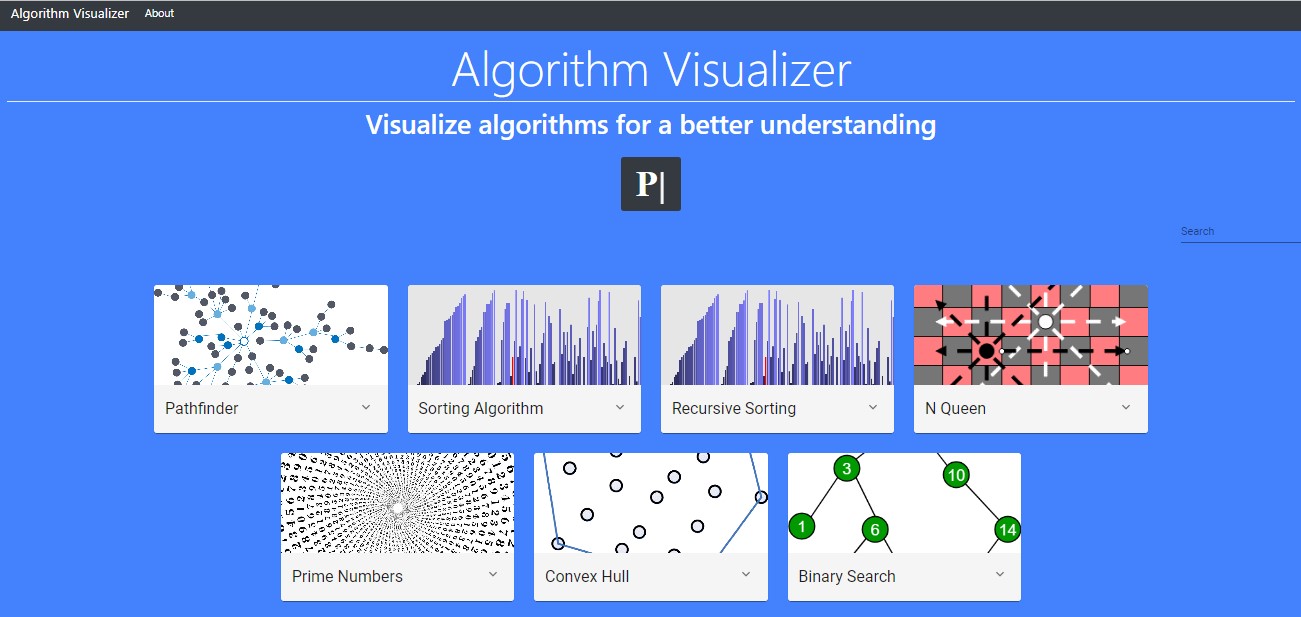 Algorithm Visualizer About
Algorithm Visualizer
Visualize algorithms for a better understanding
P|
Search
Pathfinder
Sorting Algorithm
Recursive Sorting
N Queen
3
10
1
6
14
Prime Numbers
Convex Hull
Binary Search